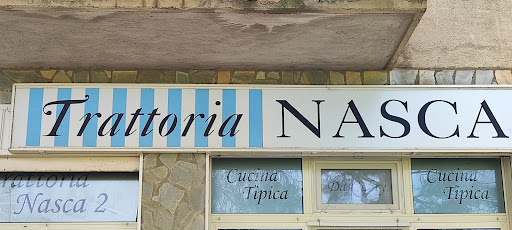 Trattoria NASCA
Trattoria
Nasca 2
Cucina
Tipica
Cucina
Tipica